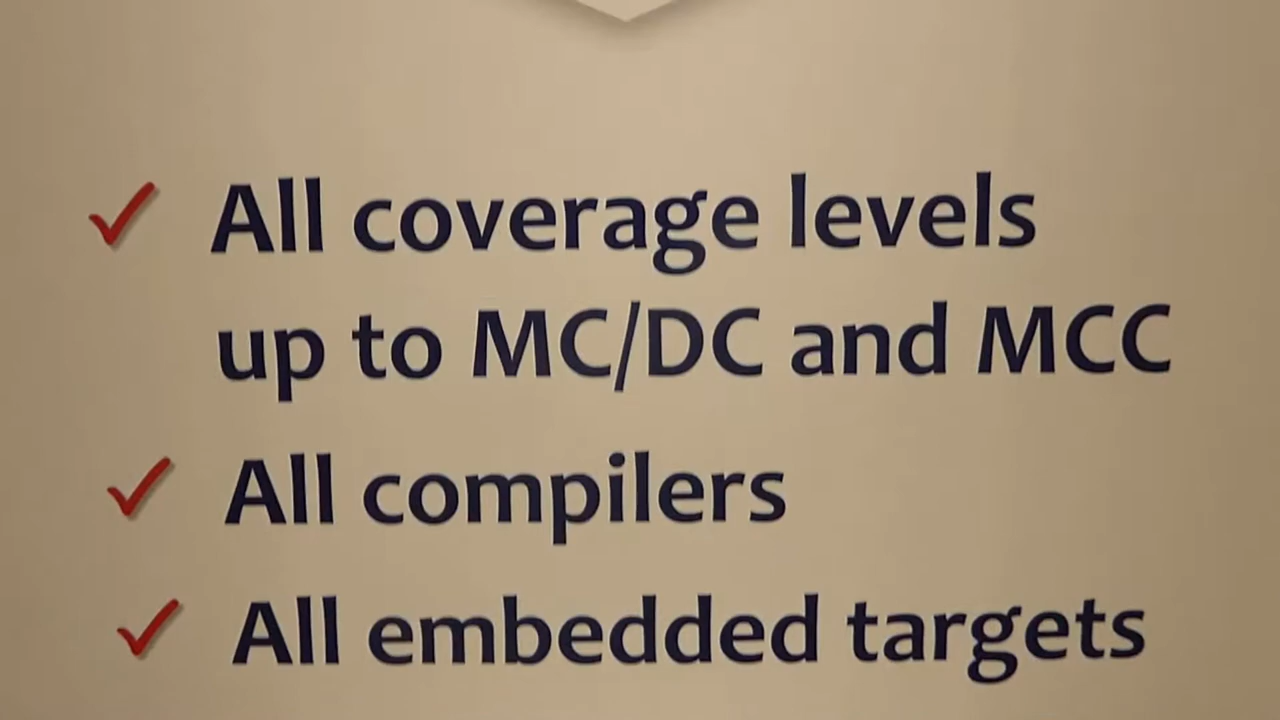 All coverage levels
up to MC/DC and MCC
All compilers
All embedded targets